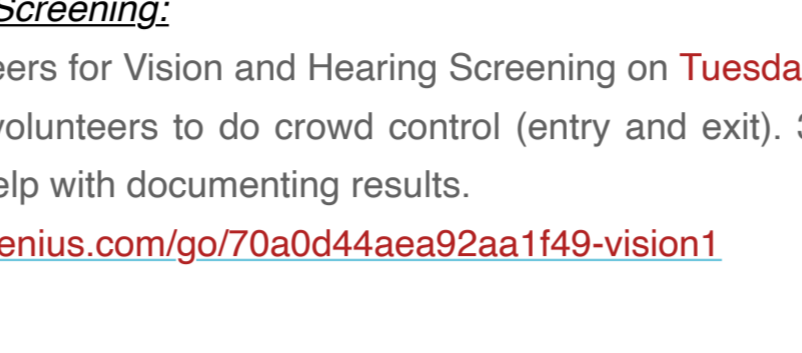 Screening:
eers for Vision and Hearing Screening on Tuesda
volunteers to do crowd control (entry and exit).
elp with documenting results.
enius.com/go/70a0d44aea92aa1f49-vision1